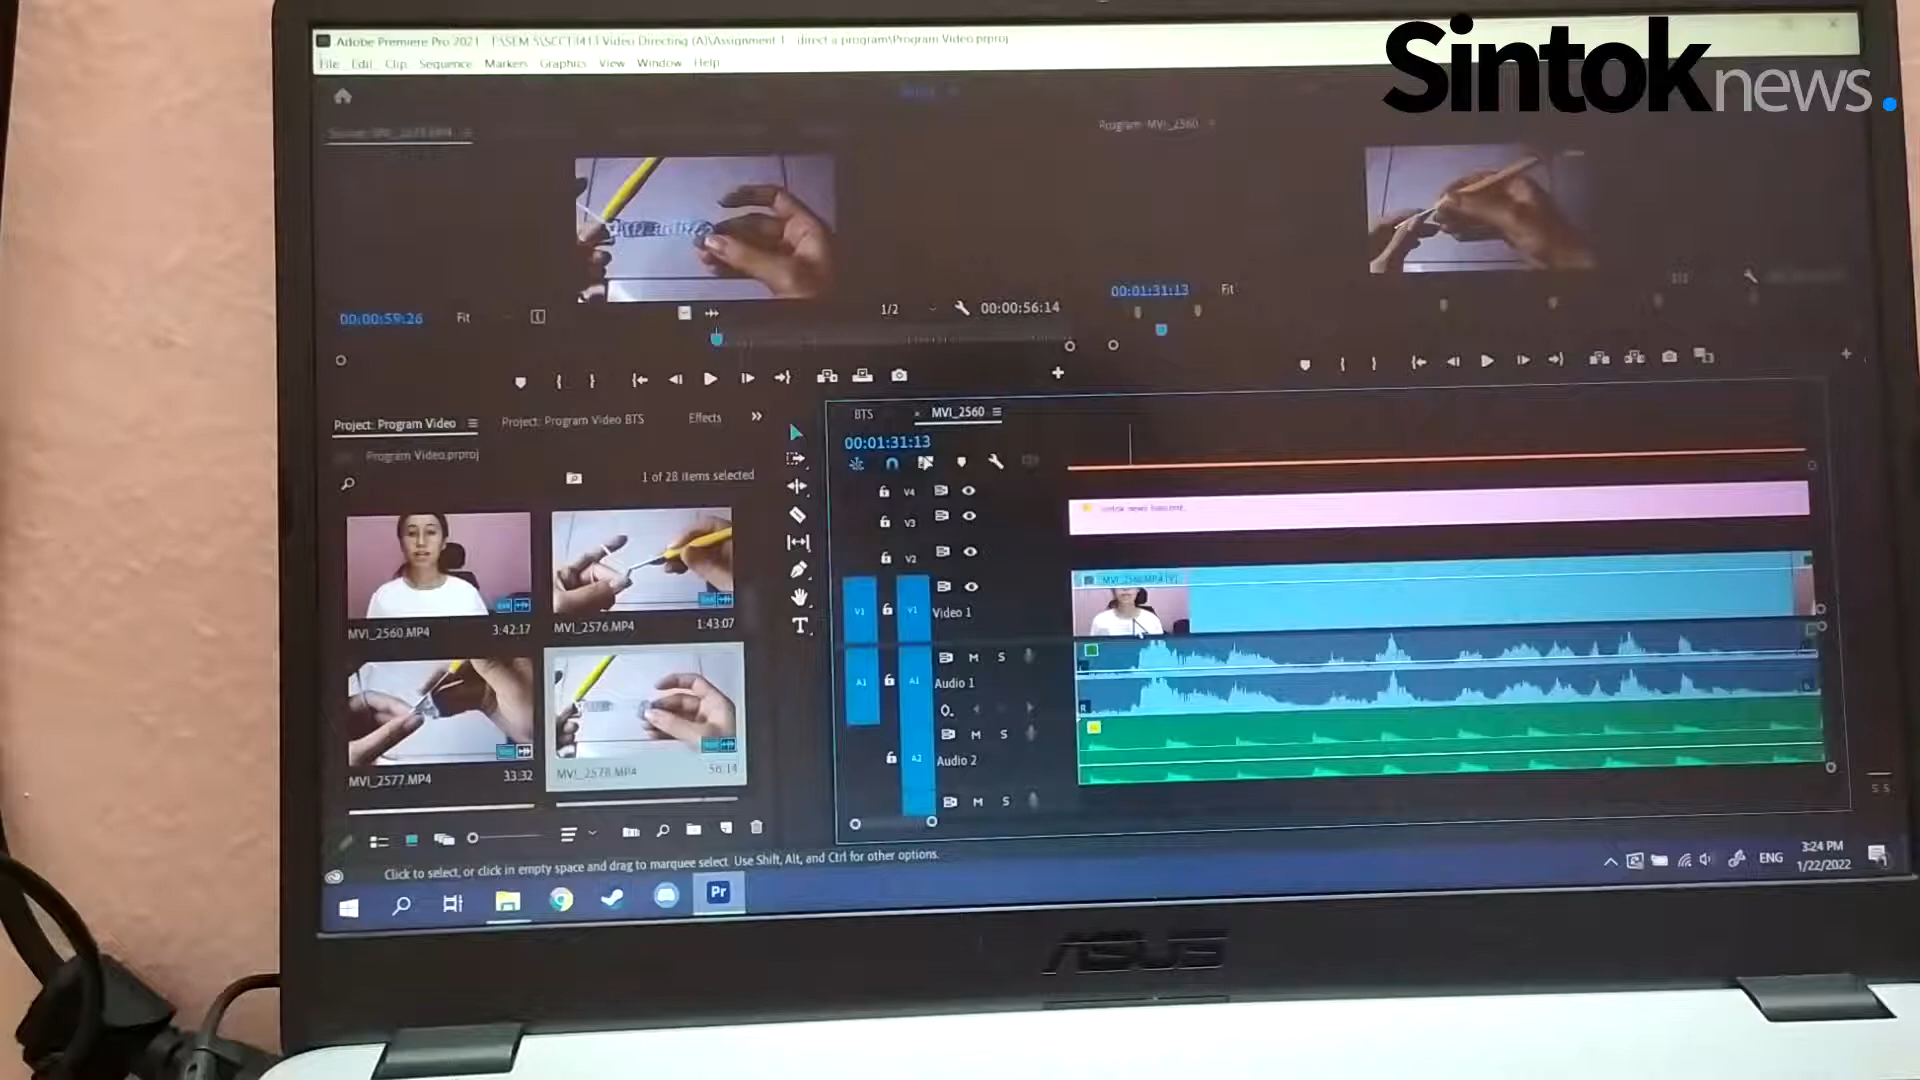 Sintoknews.
Adobe Premiere Pro 2021 - F:\SEM 5\SCCT3413 Video Directing (A)\Assignment 1 - direct a program\Program Video.prproj
File Edit Clip Sequence Markers Graphics View Window Help
Program: MVI_2560
00:00:59:26
Fit
1/2
00:00:56:14
00:01:31:13
Fit
Project: Program Video
Project: Program Video BTS
Effects
Program Video.prproj
1 of 28 items selected
MVI_2560.MP4
3:42:17
MVI_2576.MP4
1:43:07
MVI_2577.MP4
33:32
MVI_2578.MP4
56:14
BTS
× MVI_2560
00:01:31:13
V4
V3
V2
V1
V1
Video 1
MVI_2560.MP4 [V]
M S
A1
A1
Audio 1
R
M S
A2
Audio 2
M S
S S
Click to select, or click in empty space and drag to marquee select. Use Shift, Alt, and Ctrl for other options.
Pr
ENG
3:24 PM
1/22/2022
ASUS